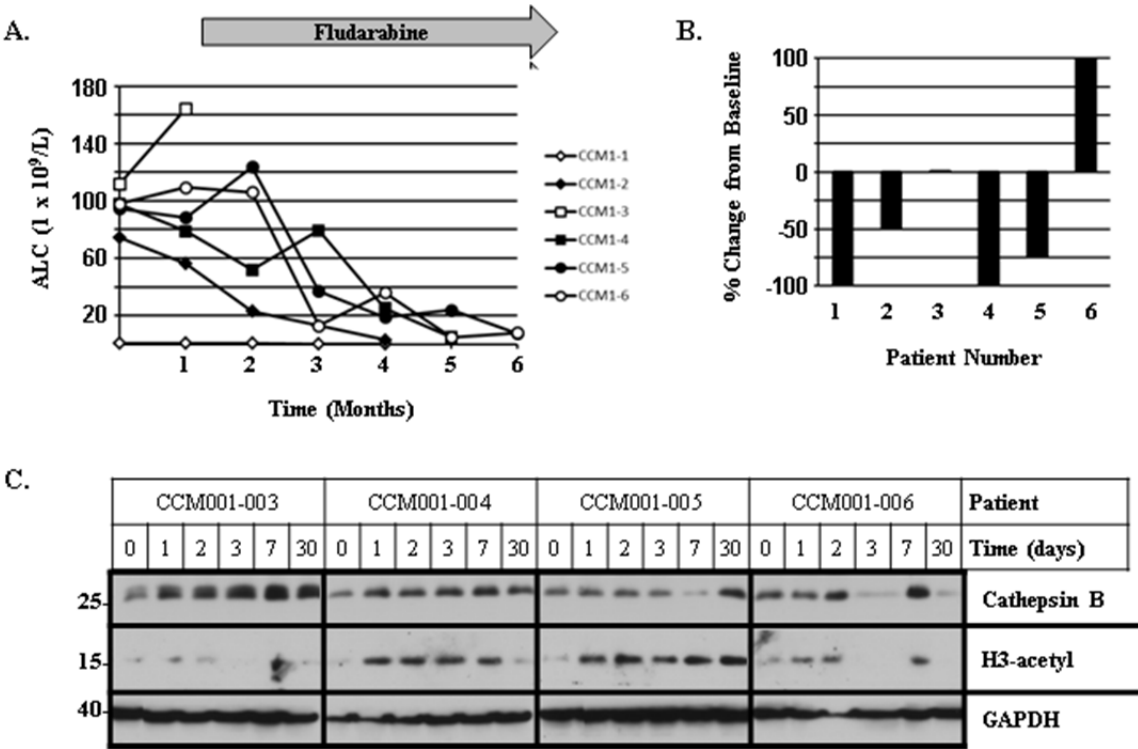 A.
Fludarabine
ALC (1 x 10⁹/L)
180
140
100
60
20
1 2 3 4 5 6
Time (Months)
CCM1-1
CCM1-2
CCM1-3
CCM1-4
CCM1-5
CCM1-6
B.
% Change from Baseline
100
50
0
-50
-100
1 2 3 4 5 6
Patient Number
C.
CCM001-003 CCM001-004 CCM001-005 CCM001-006 Patient
0 1 2 3 7 30 0 1 2 3 7 30 0 1 2 3 7 30 0 1 2 3 7 30 Time (days)
25 Cathepsin B
15 H3-acetyl
40 GAPDH